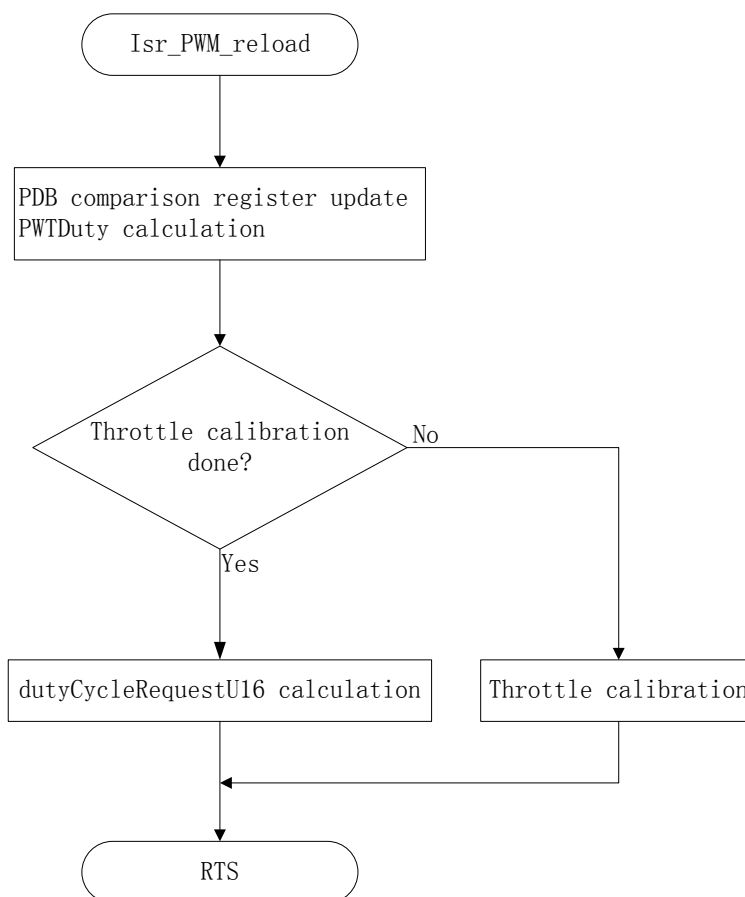 Isr_PWM_reload
PDB comparison register update
PWTDuty calculation
Throttle calibration
done?
No
Yes
dutyCycleRequestU16 calculation
Throttle calibration
RTS